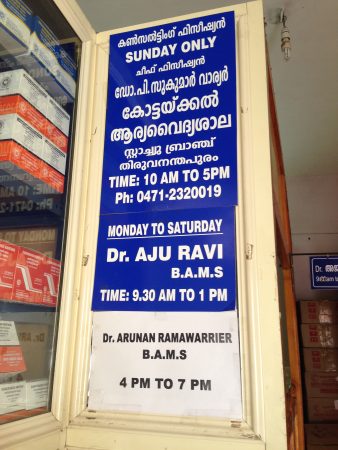 കൺസൽട്ടിംഗ് ഫിസീഷ്യൻ
SUNDAY ONLY
ചീഫ് ഫിസീഷ്യൻ
ഡോ.പി.സുകുമാർ വാര്യർ
കോട്ടയ്ക്കൽ
ആര്യവൈദ്യശാല
സ്റ്റാച്ച്യു ബ്രാഞ്ച്
തിരുവനന്തപുരം
TIME: 10 AM TO 5PM
Ph: 0471-2320019
MONDAY TO SATURDAY
Dr. AJU RAVI
B.A.M.S
TIME: 9.30 AM TO 1 PM
Dr. ARUNAN RAMAWARRIER
B.A.M.S
4 PM TO 7 PM